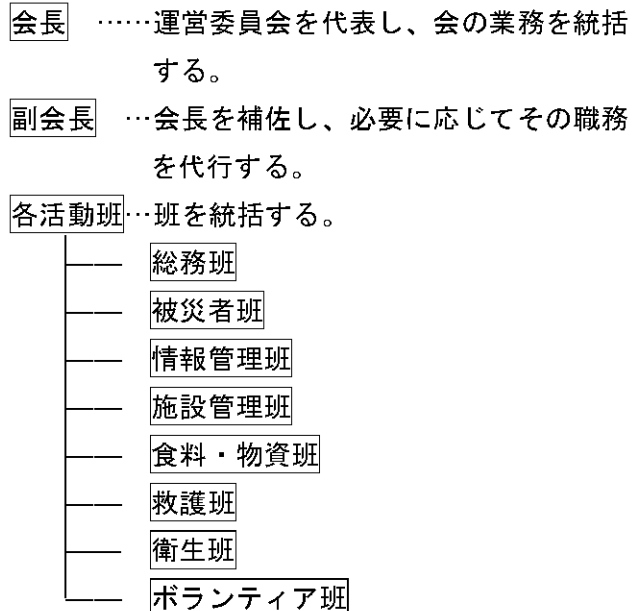 会長 ……運営委員会を代表し、会の業務を統括
する。
副会長 …会長を補佐し、必要に応じてその職務
を代行する。
各活動班…班を統括する。
総務班
被災者班
情報管理班
施設管理班
食料・物資班
救護班
衛生班
ボランティア班